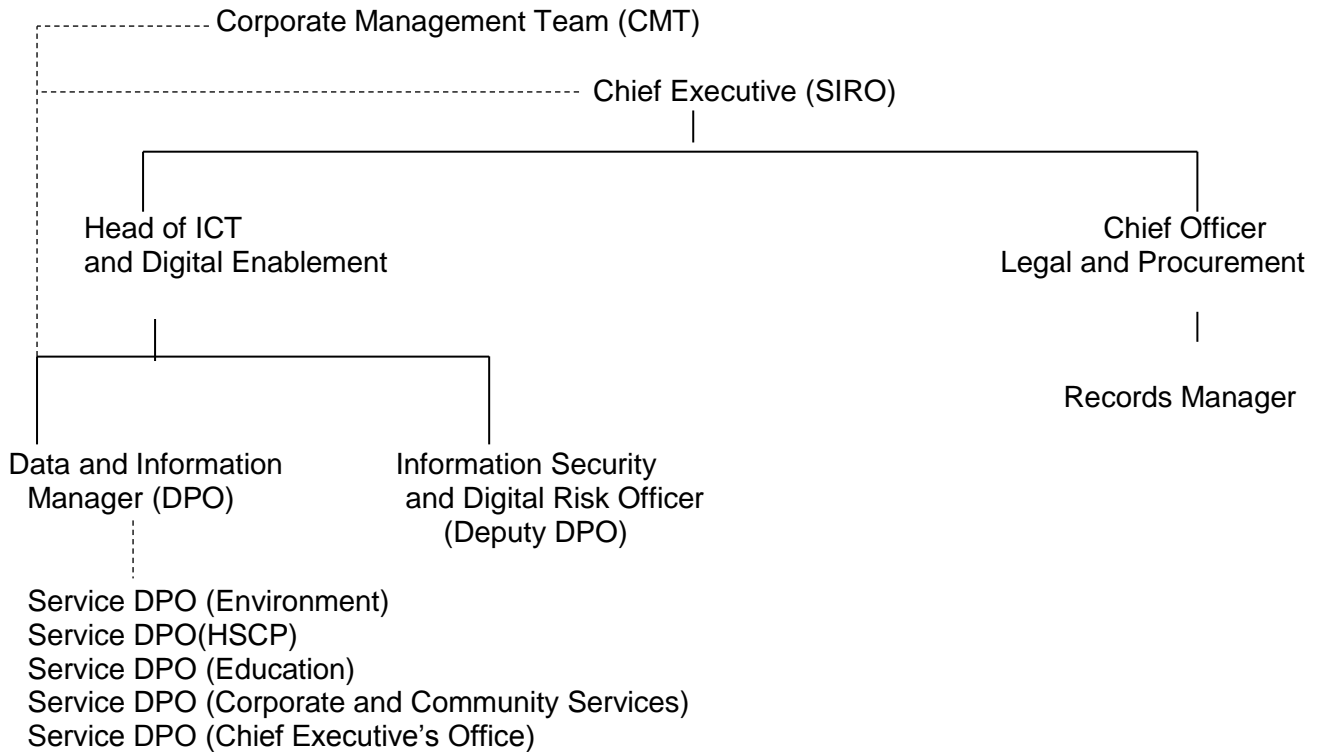 Corporate Management Team (CMT)
Chief Executive (SIRO)
Head of ICT
and Digital Enablement
Chief Officer
Legal and Procurement
Records Manager
Data and Information
Manager (DPO)
Information Security
and Digital Risk Officer
(Deputy DPO)
Service DPO (Environment)
Service DPO(HSCP)
Service DPO (Education)
Service DPO (Corporate and Community Services)
Service DPO (Chief Executive’s Office)